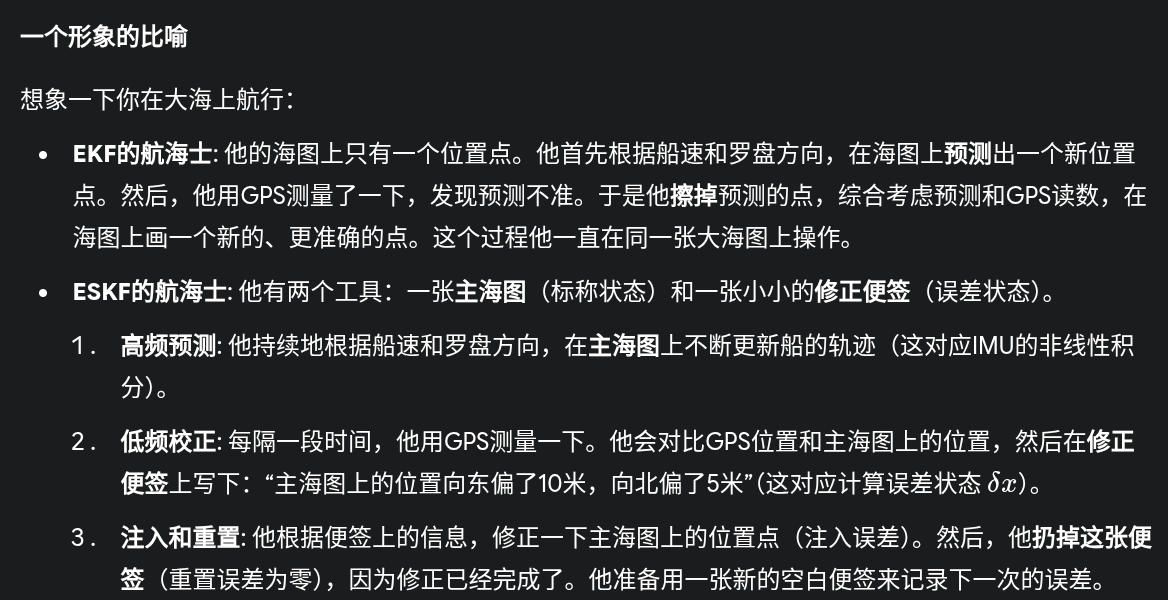 一个形象的比喻
想象一下你在大海上航行：
• EKF的航海士: 他的海图上只有一个位置点。他首先根据船速和罗盘方向，在海图上预测出一个新位置
点。然后，他用GPS测量了一下，发现预测不准。于是他擦掉预测的点，综合考虑预测和GPS读数，在
海图上画一个新的、更准确的点。这个过程他一直在同一张大海图上操作。
• ESKF的航海士: 他有两个工具：一张主海图（标称状态）和一张小小的修正便签（误差状态）。
1. 高频预测: 他持续地根据船速和罗盘方向，在主海图上不断更新船的轨迹（这对应IMU的非线性积
分）。
2. 低频校正: 每隔一段时间，他用GPS测量一下。他会对比GPS位置和主海图上的位置，然后在修正
便签上写下：“主海图上的位置向东偏了10米，向北偏了5米”（这对应计算误差状态 δx）。
3. 注入和重置: 他根据便签上的信息，修正一下主海图上的位置点（注入误差）。然后，他扔掉这张便
签（重置误差为零），因为修正已经完成了。他准备用一张新的空白便签来记录下一次的误差。